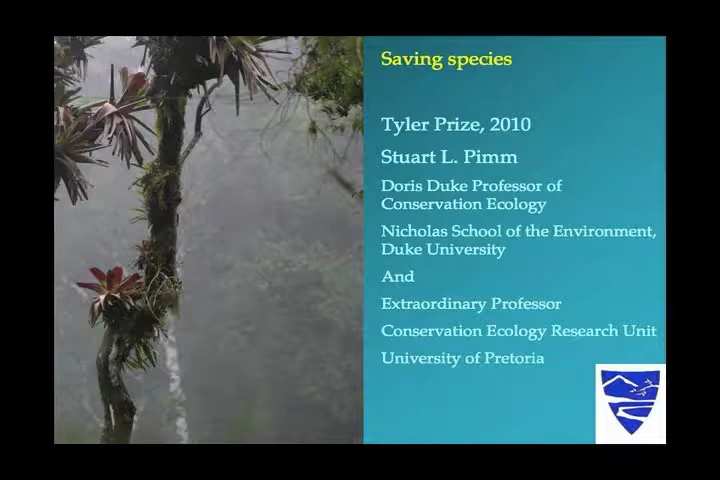 Saving species
Tyler Prize, 2010
Stuart L. Pimm
Doris Duke Professor of
Conservation Ecology
Nicholas School of the Environment,
Duke University
And
Extraordinary Professor
Conservation Ecology Research Unit
University of Pretoria